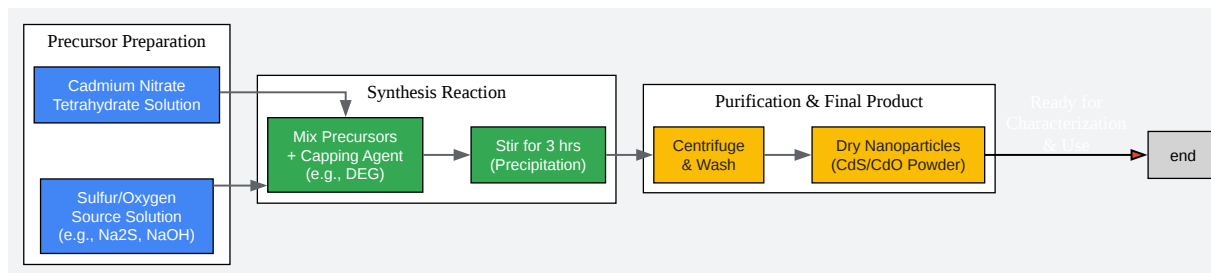 Precursor Preparation
Cadmium Nitrate
Tetrahydrate Solution
Sulfur/Oxygen
Source Solution
(e.g., Na2S, NaOH)
Synthesis Reaction
Mix Precursors
+ Capping Agent
(e.g., DEG)
Stir for 3 hrs
(Precipitation)
Purification & Final Product
Centrifuge
& Wash
Dry Nanoparticles
(CdS/CdO Powder)
Ready for
Characterization
& Use
end